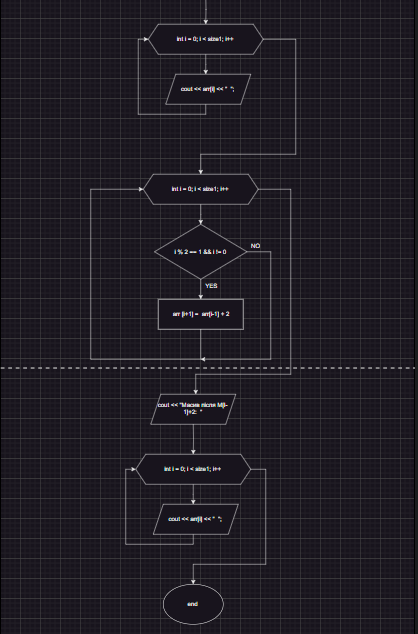 int i = 0; i < size1; i++
cout << arr[i] << " ";
int i = 0; i < size1; i++
i % 2 == 1 && i != 0
NO
YES
arr [i+1] = arr[i-1] + 2
cout << "Масив після M[i-
1]+2: "
int i = 0; i < size1; i++
cout << arr[i] << " ";
end